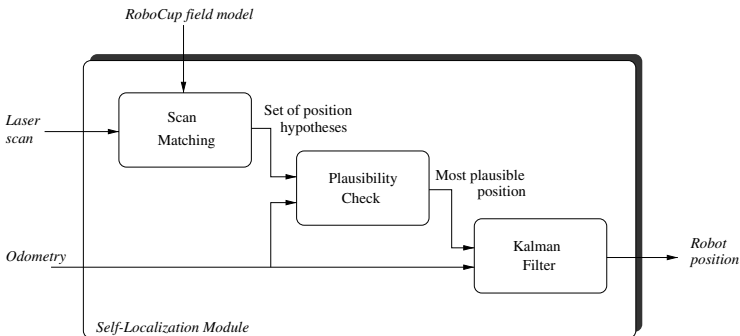 RoboCup field model
Laser
scan
Scan
Matching
Set of position
hypotheses
Plausibility
Check
Most plausible
position
Odometry
Kalman
Filter
Robot
position
Self-Localization Module